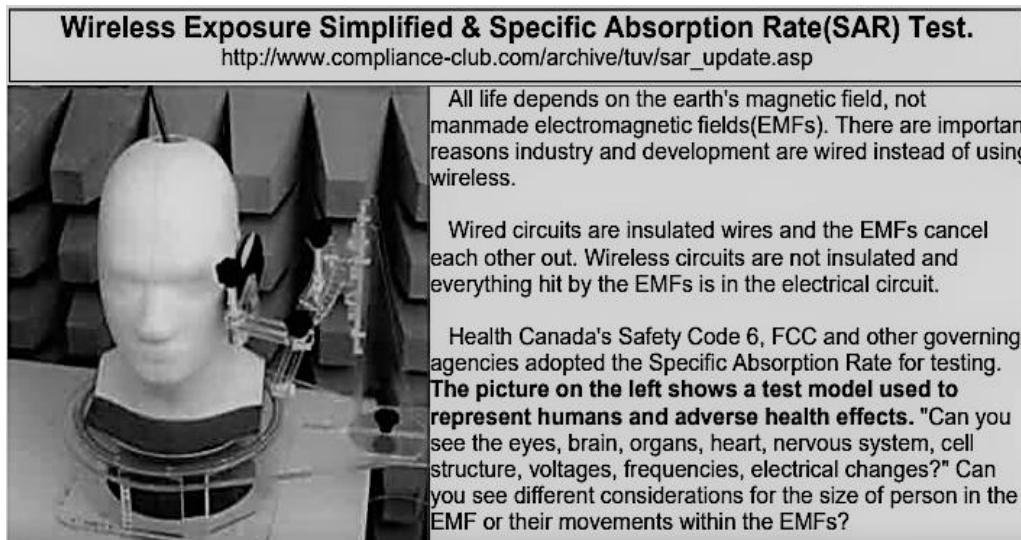 Wireless Exposure Simplified & Specific Absorption Rate(SAR) Test.
http://www.compliance-club.com/archive/tuv/sar_update.asp
All life depends on the earth's magnetic field, not
manmade electromagnetic fields(EMFs). There are importan
reasons industry and development are wired instead of using
wireless.
Wired circuits are insulated wires and the EMFs cancel
each other out. Wireless circuits are not insulated and
everything hit by the EMFs is in the electrical circuit.
Health Canada's Safety Code 6, FCC and other governing
agencies adopted the Specific Absorption Rate for testing.
The picture on the left shows a test model used to
represent humans and adverse health effects. "Can you
see the eyes, brain, organs, heart, nervous system, cell
structure, voltages, frequencies, electrical changes?" Can
you see different considerations for the size of person in the
EMF or their movements within the EMFs?